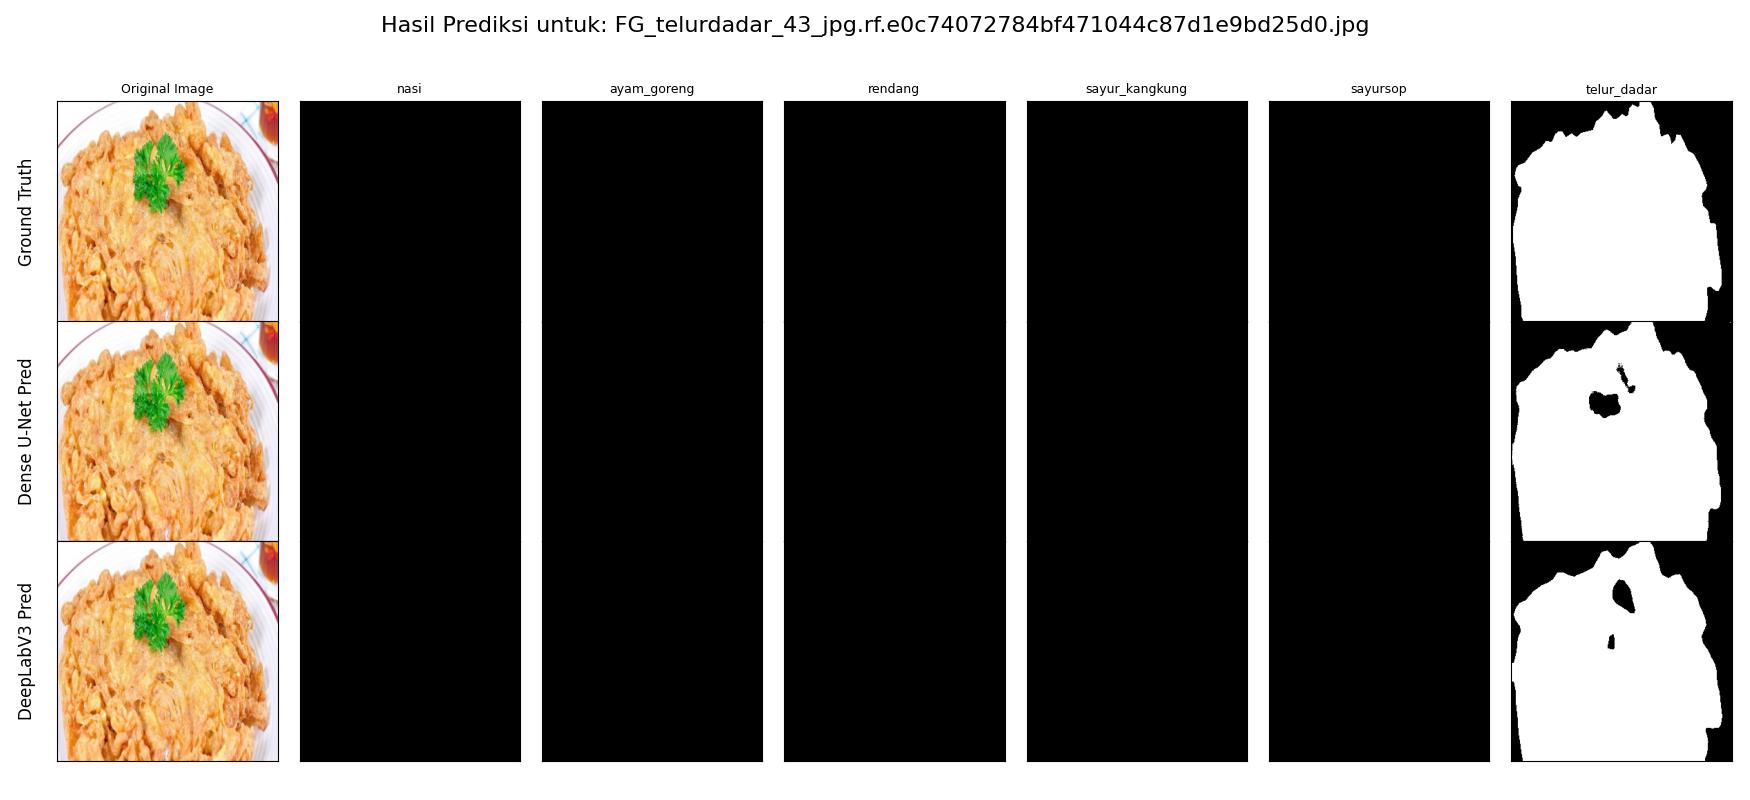 Hasil Prediksi untuk: FG_telurdadar_43_jpg.rf.e0c74072784bf471044c87d1e9bd25d0.jpg
Original Image nasi ayam_goreng rendang sayur_kangkung sayursop telur_dadar
Ground Truth
Dense U-Net Pred
DeepLabV3 Pred